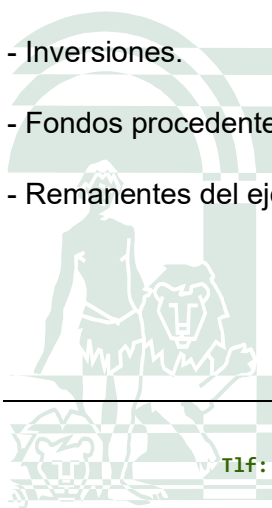 - Inversiones.
- Fondos procedente
- Remanentes del eje
Tlf: